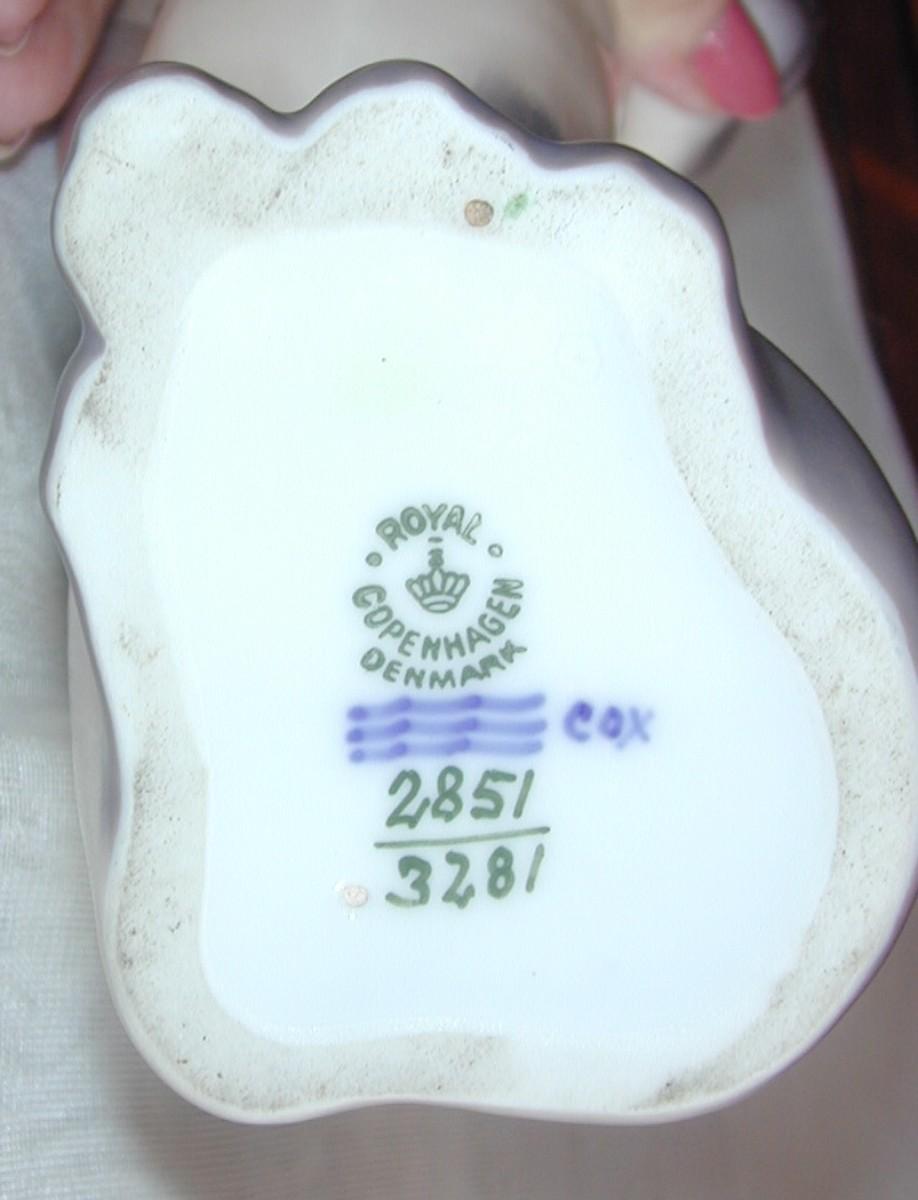 ROYAL
COPENHAGEN
DENMARK
COX
2851
3281